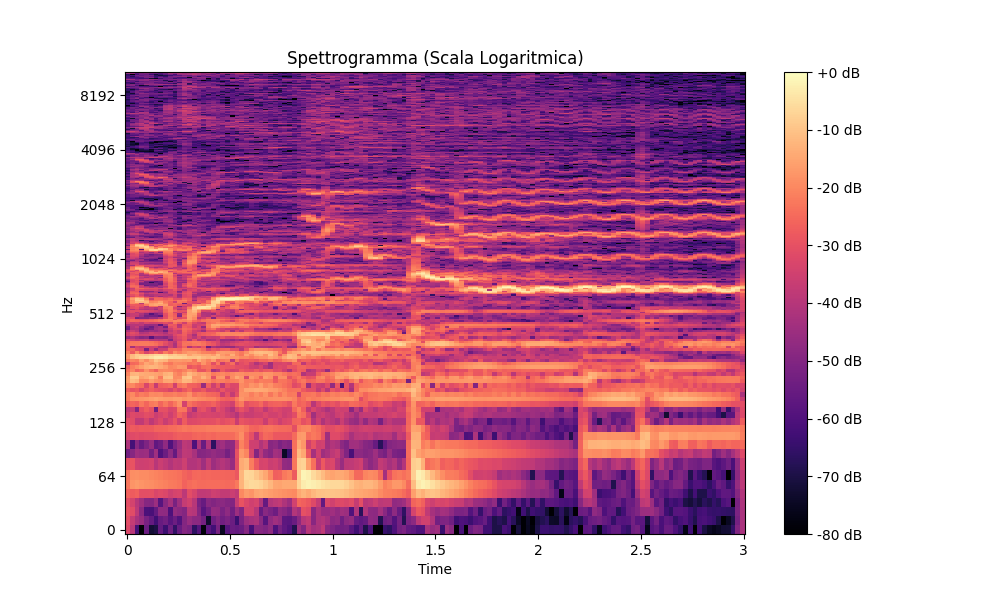 Spettrogramma (Scala Logaritmica)
8192
4096
2048
1024
512
256
128
64
0
Hz
0
0.5
1
1.5
2
2.5
3
Time
+0 dB
-10 dB
-20 dB
-30 dB
-40 dB
-50 dB
-60 dB
-70 dB
-80 dB